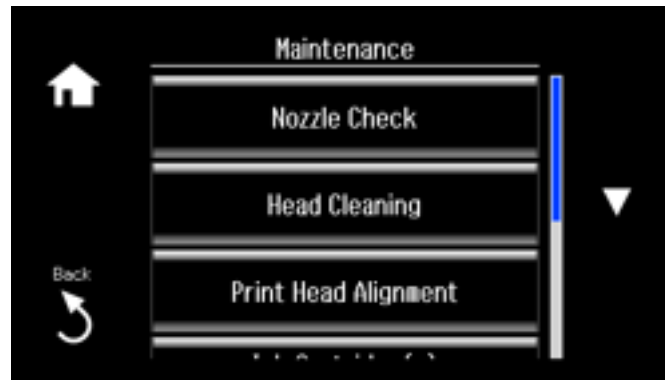 Maintenance
Nozzle Check
Head Cleaning
Back
Print Head Alignment